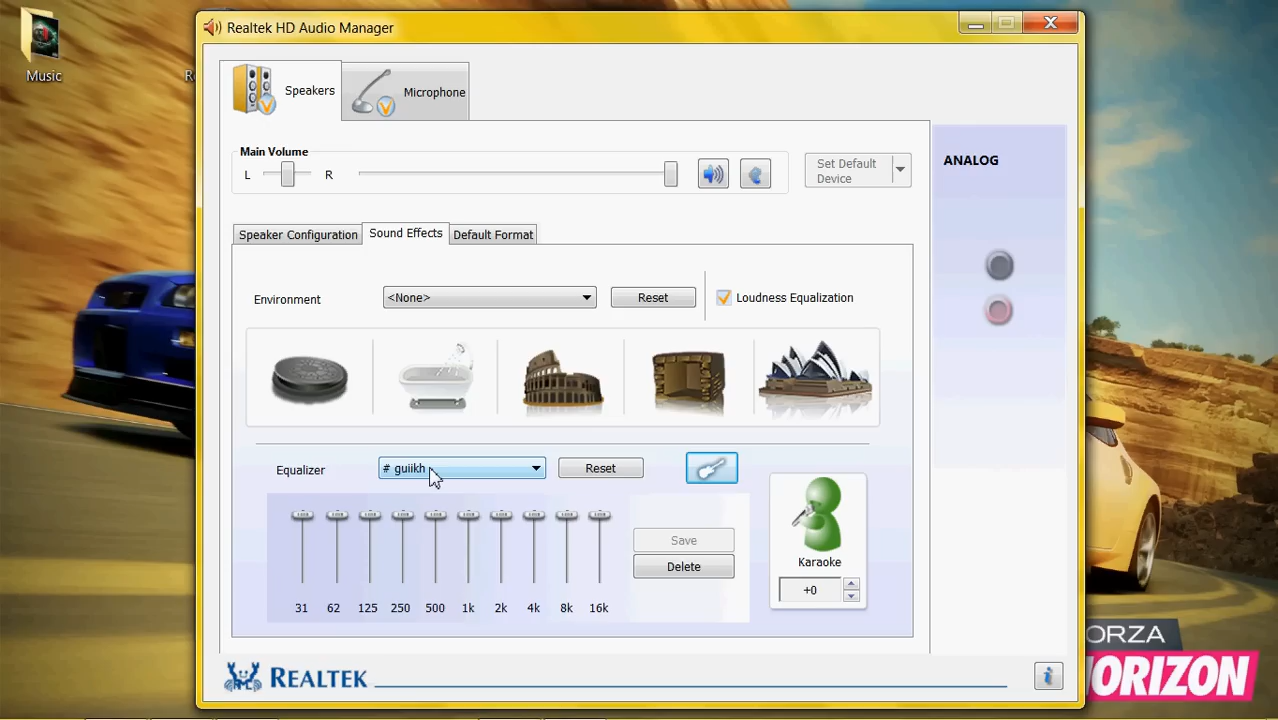 Music
Realtek HD Audio Manager
Speakers
Microphone
Main Volume
L
R
Set Default
Device
ANALOG
Speaker Configuration
Sound Effects
Default Format
Environment
<None>
Reset
Loudness Equalization
Equalizer
# guiikh
Reset
Save
Delete
Karaoke
+0
31 62 125 250 500 1k 2k 4k 8k 16k
REALTEK
ORZA
HORIZON